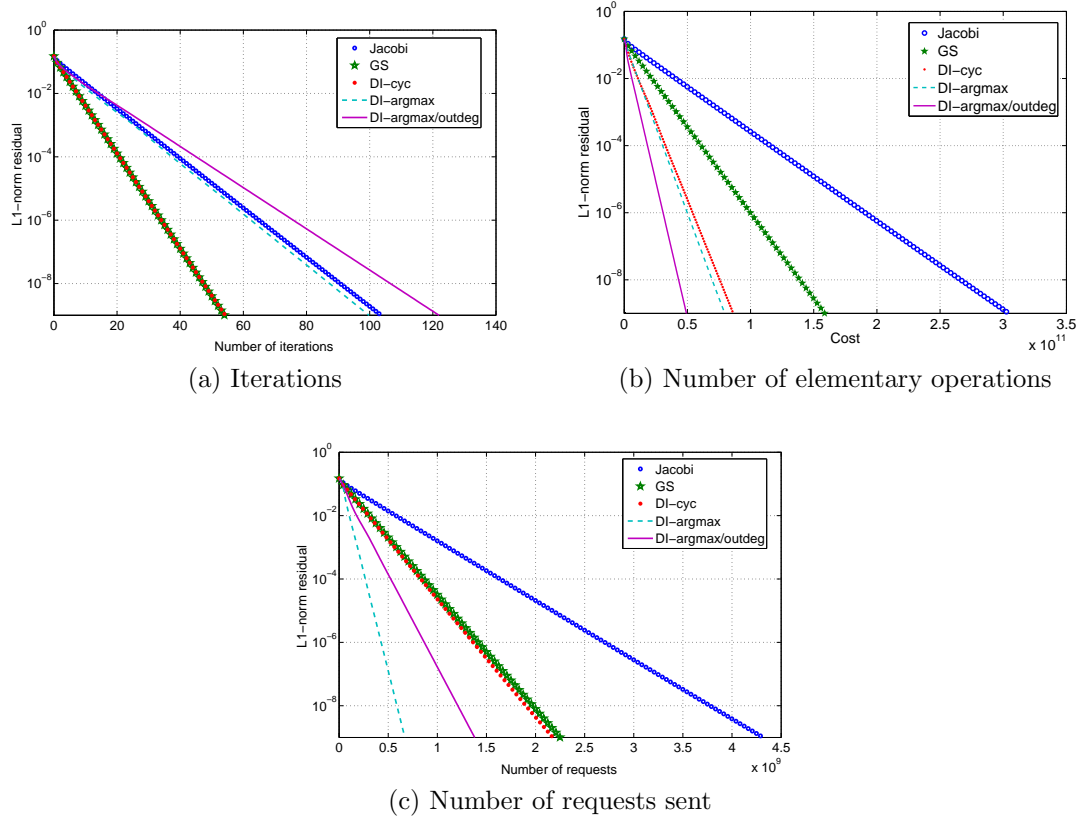 10^0
10^−2
10^−4
10^−6
10^−8
L1−norm residual
0 20 40 60 80 100 120 140
Number of iterations
Jacobi
GS
DI−cyc
DI−argmax
DI−argmax/outdeg
(a) Iterations
10^0
10^−2
10^−4
10^−6
10^−8
L1−norm residual
0 0.5 1 1.5 2 2.5 3 3.5
Cost
x 10^11
Jacobi
GS
DI−cyc
DI−argmax
DI−argmax/outdeg
(b) Number of elementary operations
10^0
10^−2
10^−4
10^−6
10^−8
L1−norm residual
0 0.5 1 1.5 2 2.5 3 3.5 4 4.5
Number of requests
x 10^9
Jacobi
GS
DI−cyc
DI−argmax
DI−argmax/outdeg
(c) Number of requests sent